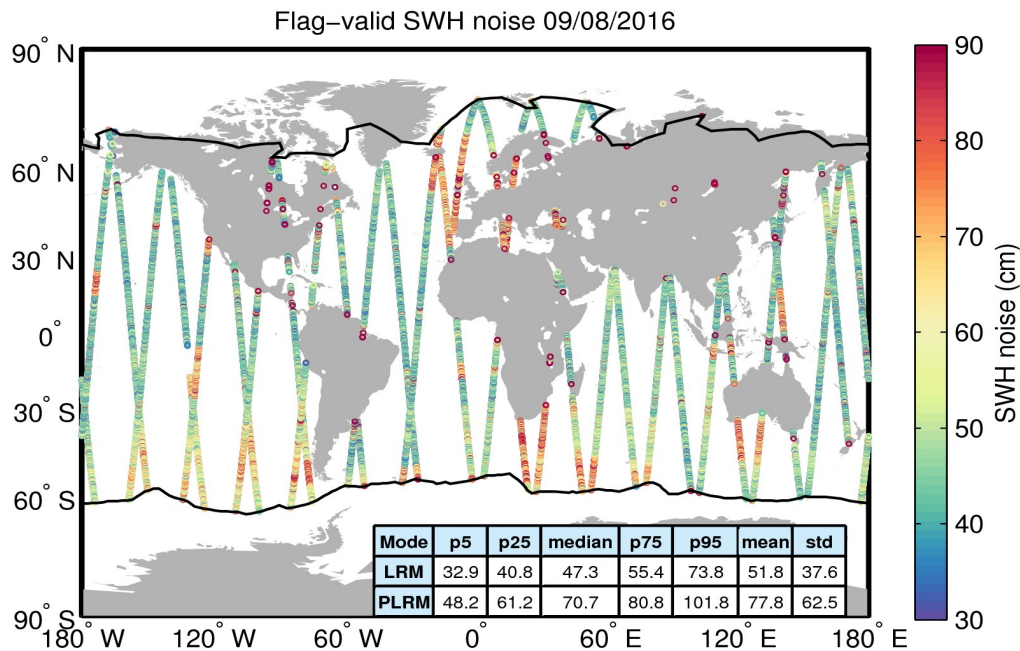 Flag−valid SWH noise 09/08/2016
90° N
60° N
30° N
0°
30° S
60° S
90° S
180° W
120° W
60° W
0°
60° E
120° E
180° E
90
80
70
60
50
40
30
SWH noise (cm)
Mode p5 p25 median p75 p95 mean std
LRM 32.9 40.8 47.3 55.4 73.8 51.8 37.6
PLRM 48.2 61.2 70.7 80.8 101.8 77.8 62.5